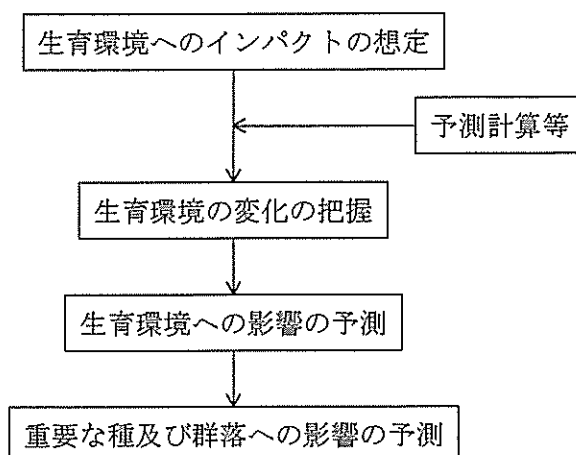 生育環境へのインパクトの想定
予測計算等
生育環境の変化の把握
生育環境への影響の予測
重要な種及び群落への影響の予測